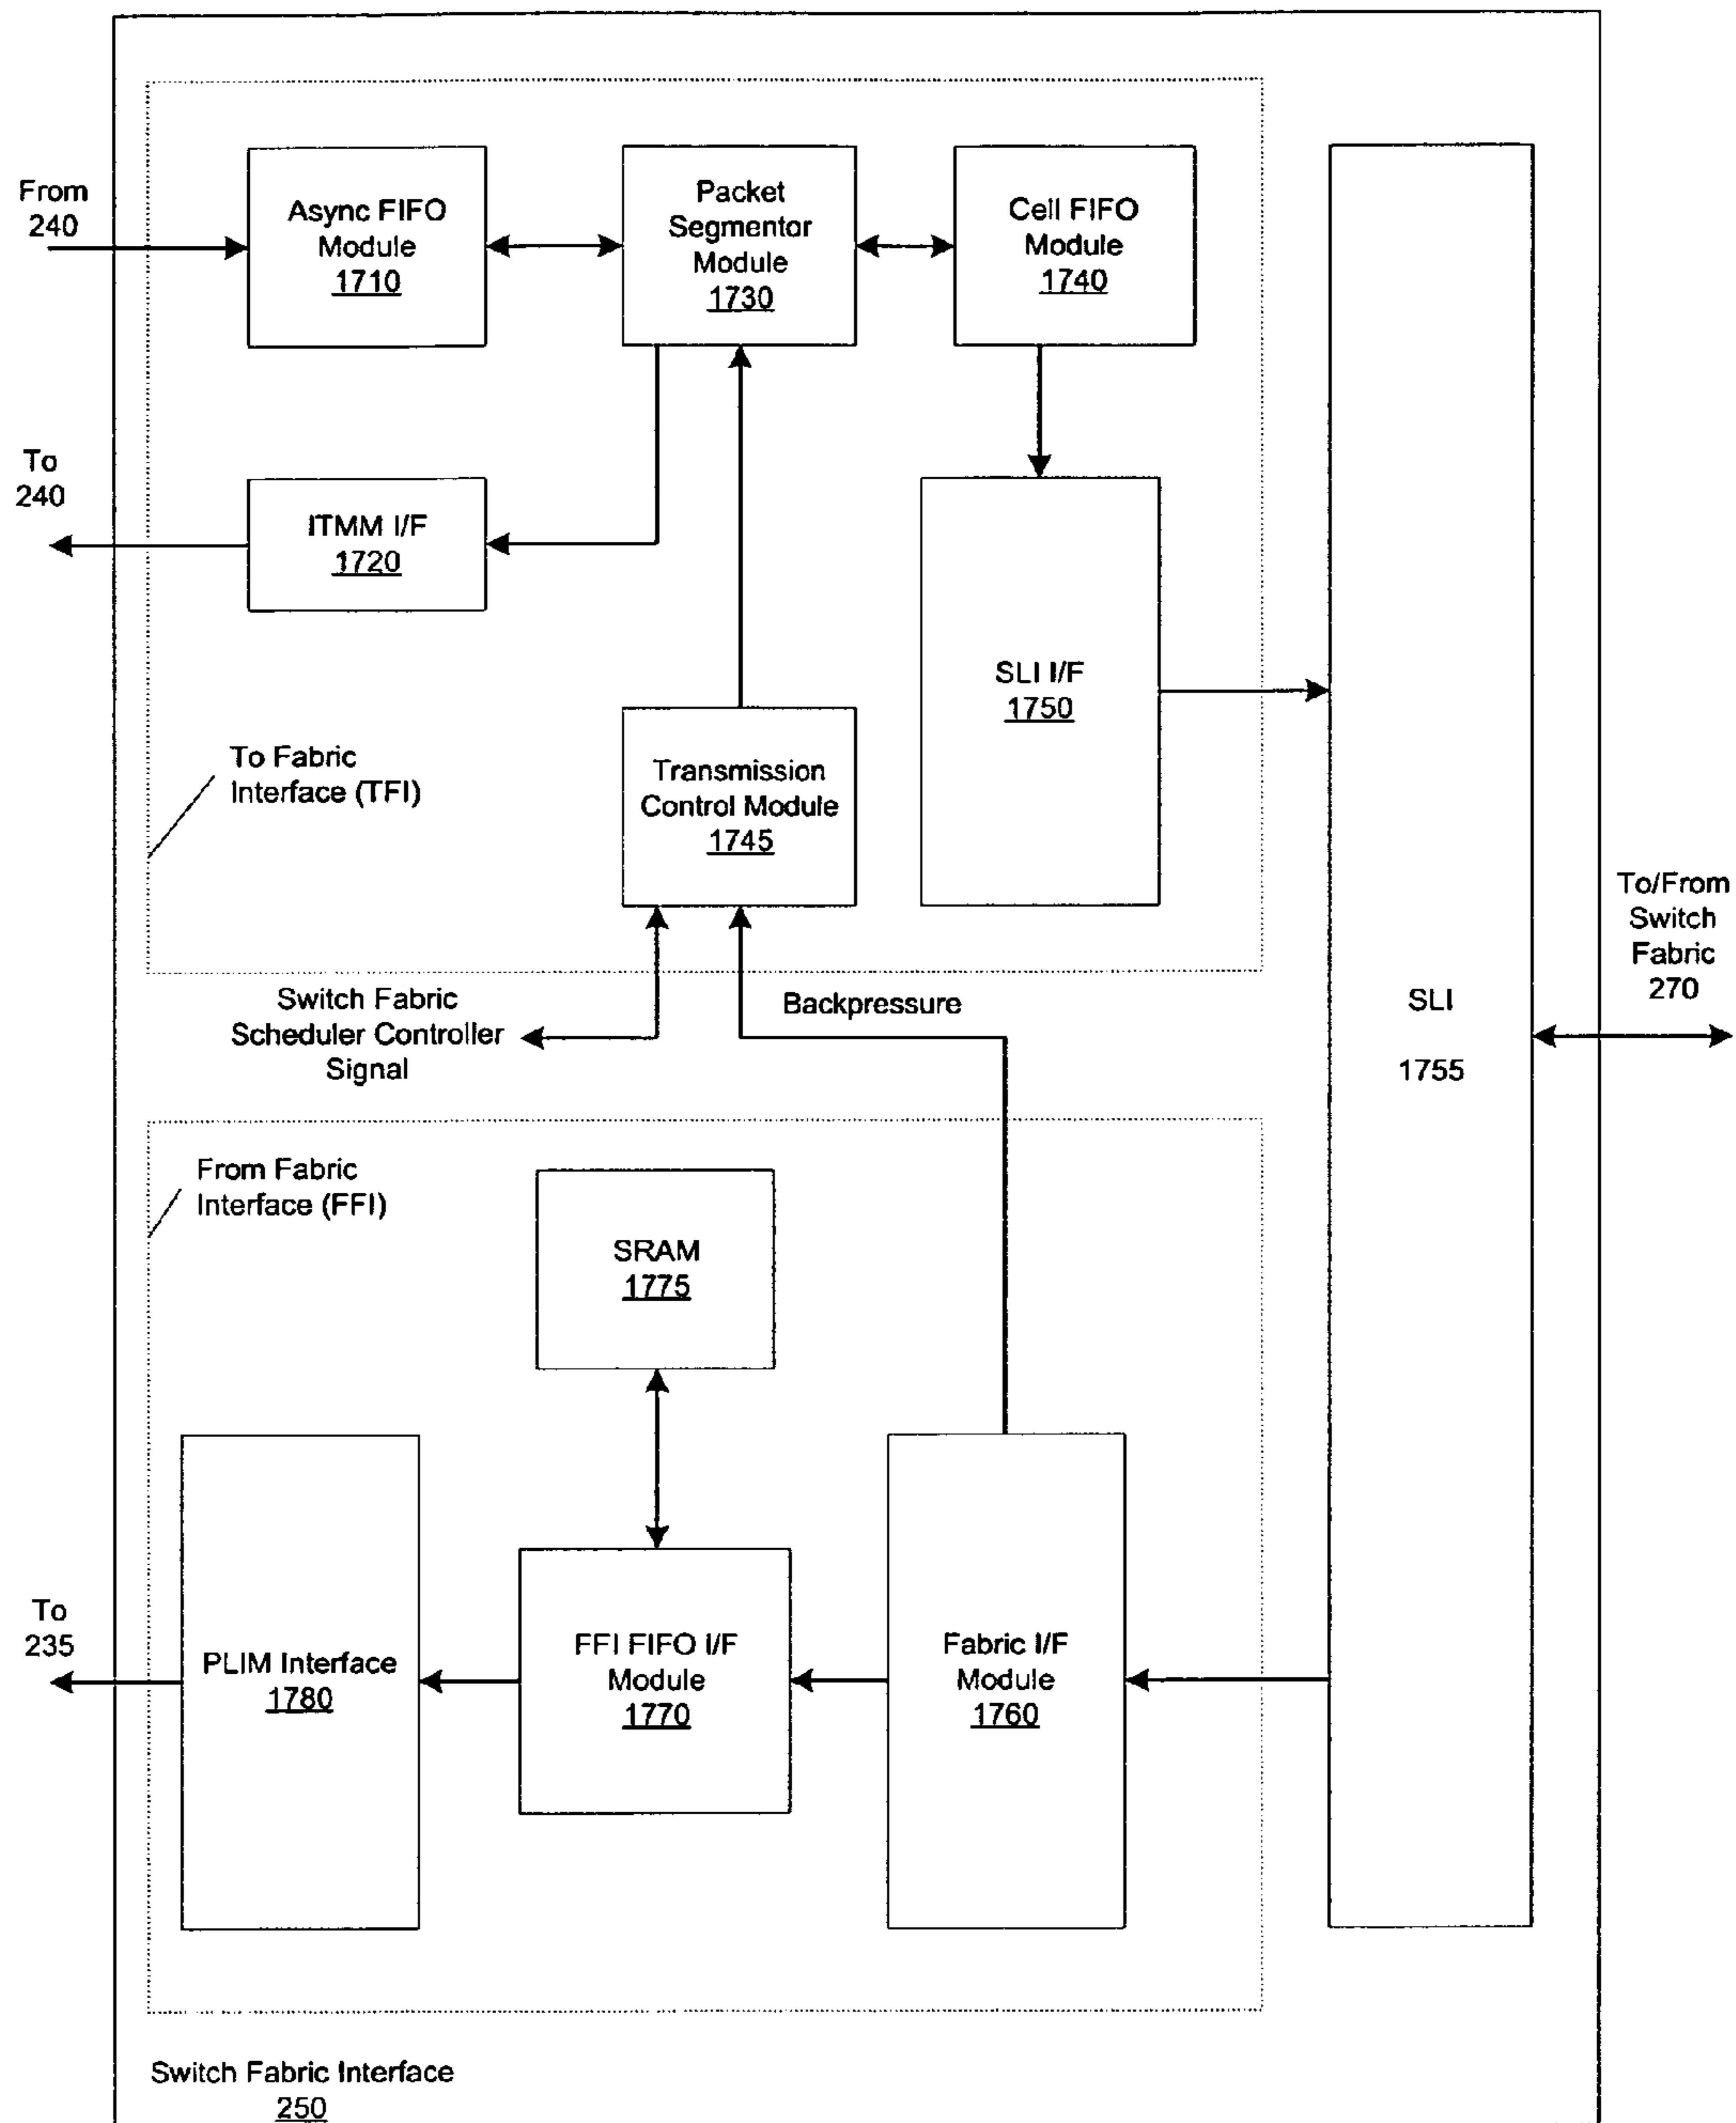 From
240
Async FIFO
Module
1710
Packet
Segmentor
Module
1730
Cell FIFO
Module
1740
To
240
ITMM I/F
1720
SLI I/F
1750
To Fabric
Interface (TFI)
Transmission
Control Module
1745
To/From
Switch
Fabric
270
Switch Fabric
Scheduler Controller
Signal
Backpressure
SLI
1755
From Fabric
Interface (FFI)
SRAM
1775
To
235
PLIM Interface
1780
FFI FIFO I/F
Module
1770
Fabric I/F
Module
1760
Switch Fabric Interface
250